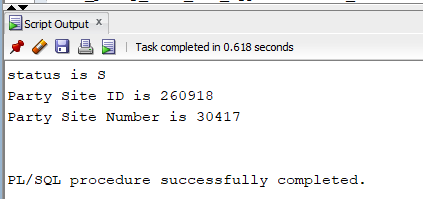 Script Output x
Task completed in 0.618 seconds
status is S
Party Site ID is 260918
Party Site Number is 30417
PL/SQL procedure successfully completed.